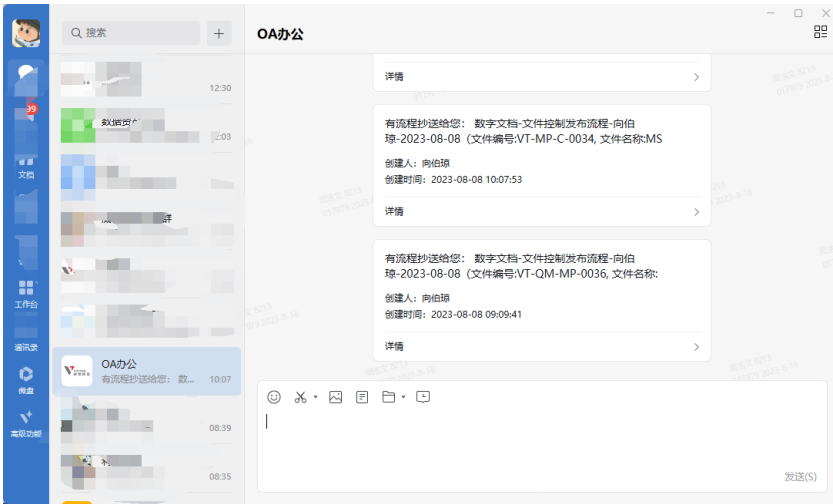 搜索
OA办公
12:30
99
文档
工作台
通讯录
微盘
高级功能
数据资
2:03
群
OA办公
有流程抄送给您： 数...
10:07
08:39
08:35
详情
有流程抄送给您： 数字文档-文件控制发布流程-向伯
琼-2023-08-08（文件编号:VT-MP-C-0034, 文件名称:MS
创建人：向伯琼
创建时间：2023-08-08 10:07:53
详情
有流程抄送给您： 数字文档-文件控制发布流程-向伯
琼-2023-08-08（文件编号:VT-QM-MP-0036, 文件名称:
创建人：向伯琼
创建时间：2023-08-08 09:09:41
详情
发送(S)